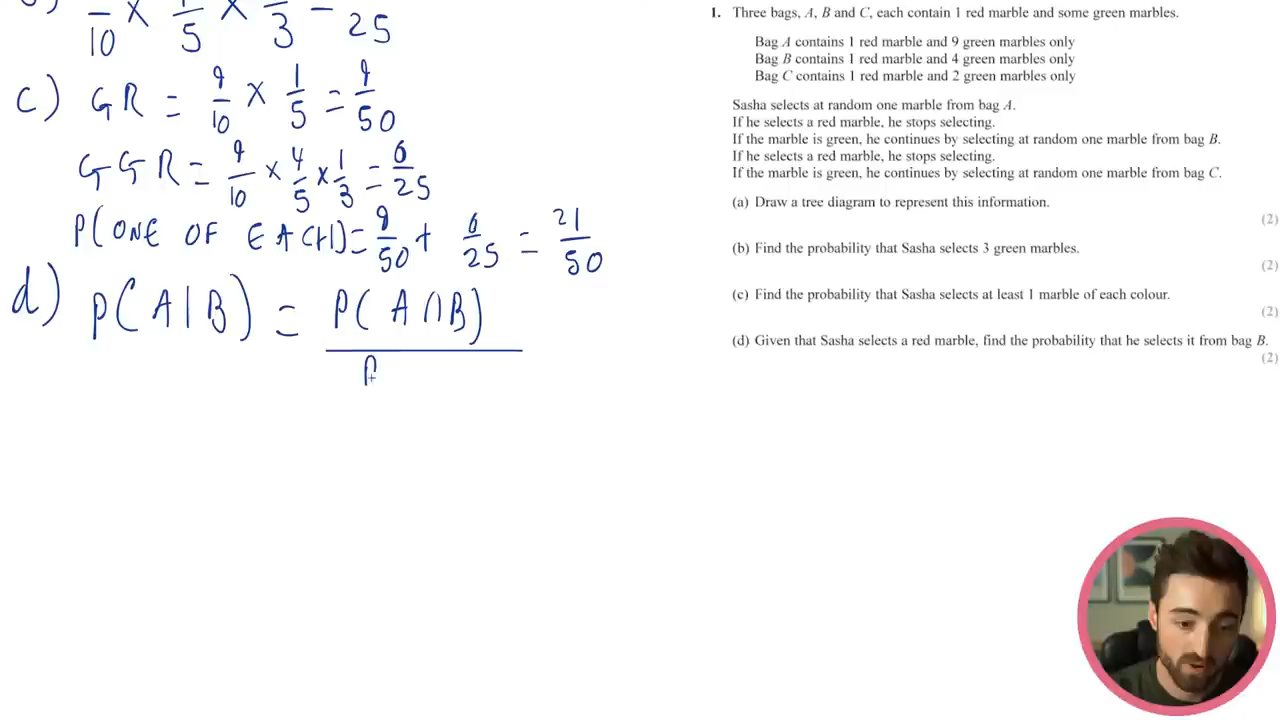 10 × 5 × 3 = 25
c) GR = 9/10 × 1/5 = 9/50
GGR = 9/10 × 4/5 × 1/3 = 6/25
P(ONE OF EACH) = 9/50 + 6/25 = 21/50
d) P(A|B) = P(A∩B)
P
1. Three bags, A, B and C, each contain 1 red marble and some green marbles.
Bag A contains 1 red marble and 9 green marbles only
Bag B contains 1 red marble and 4 green marbles only
Bag C contains 1 red marble and 2 green marbles only
Sasha selects at random one marble from bag A.
If he selects a red marble, he stops selecting.
If the marble is green, he continues by selecting at random one marble from bag B.
If he selects a red marble, he stops selecting.
If the marble is green, he continues by selecting at random one marble from bag C.
(a) Draw a tree diagram to represent this information.
(2)
(b) Find the probability that Sasha selects 3 green marbles.
(2)
(c) Find the probability that Sasha selects at least 1 marble of each colour.
(2)
(d) Given that Sasha selects a red marble, find the probability that he selects it from bag B.
(2)